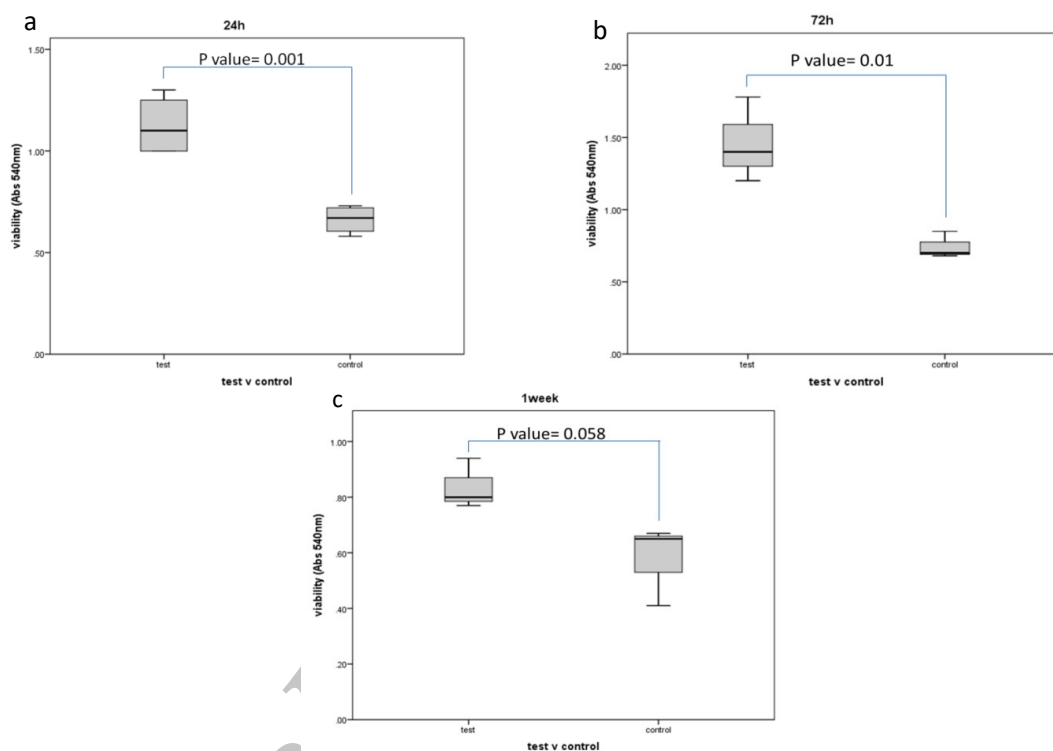 a
24h
P value= 0.001
1.50
1.00
.50
.00
viability (Abs 540nm)
test
control
test v control
b
72h
P value= 0.01
2.00
1.50
1.00
.50
.00
viability (Abs 540nm)
test
control
test v control
c
1week
P value= 0.058
1.00
.80
.60
.40
.20
.00
viability (Abs 540nm)
test
control
test v control